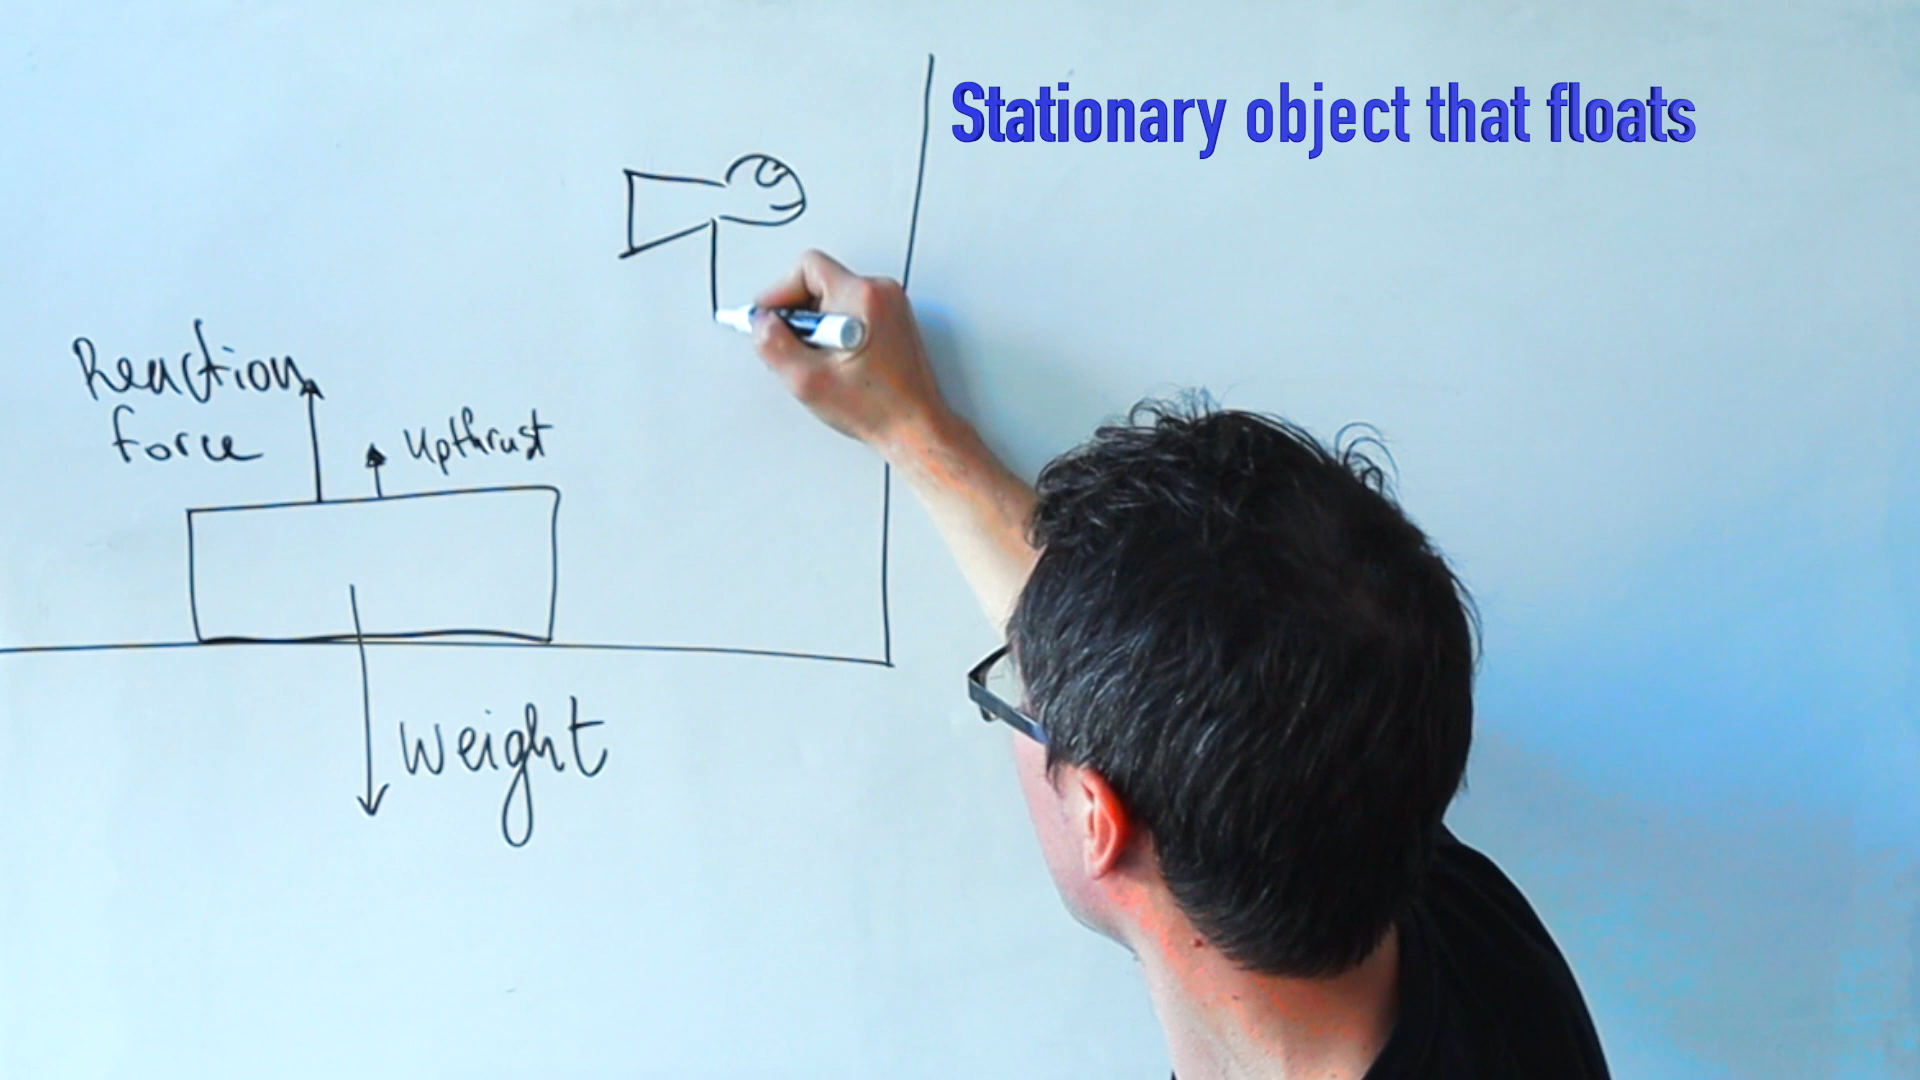 Stationary object that floats
Reaction
force
upthrust
Weight